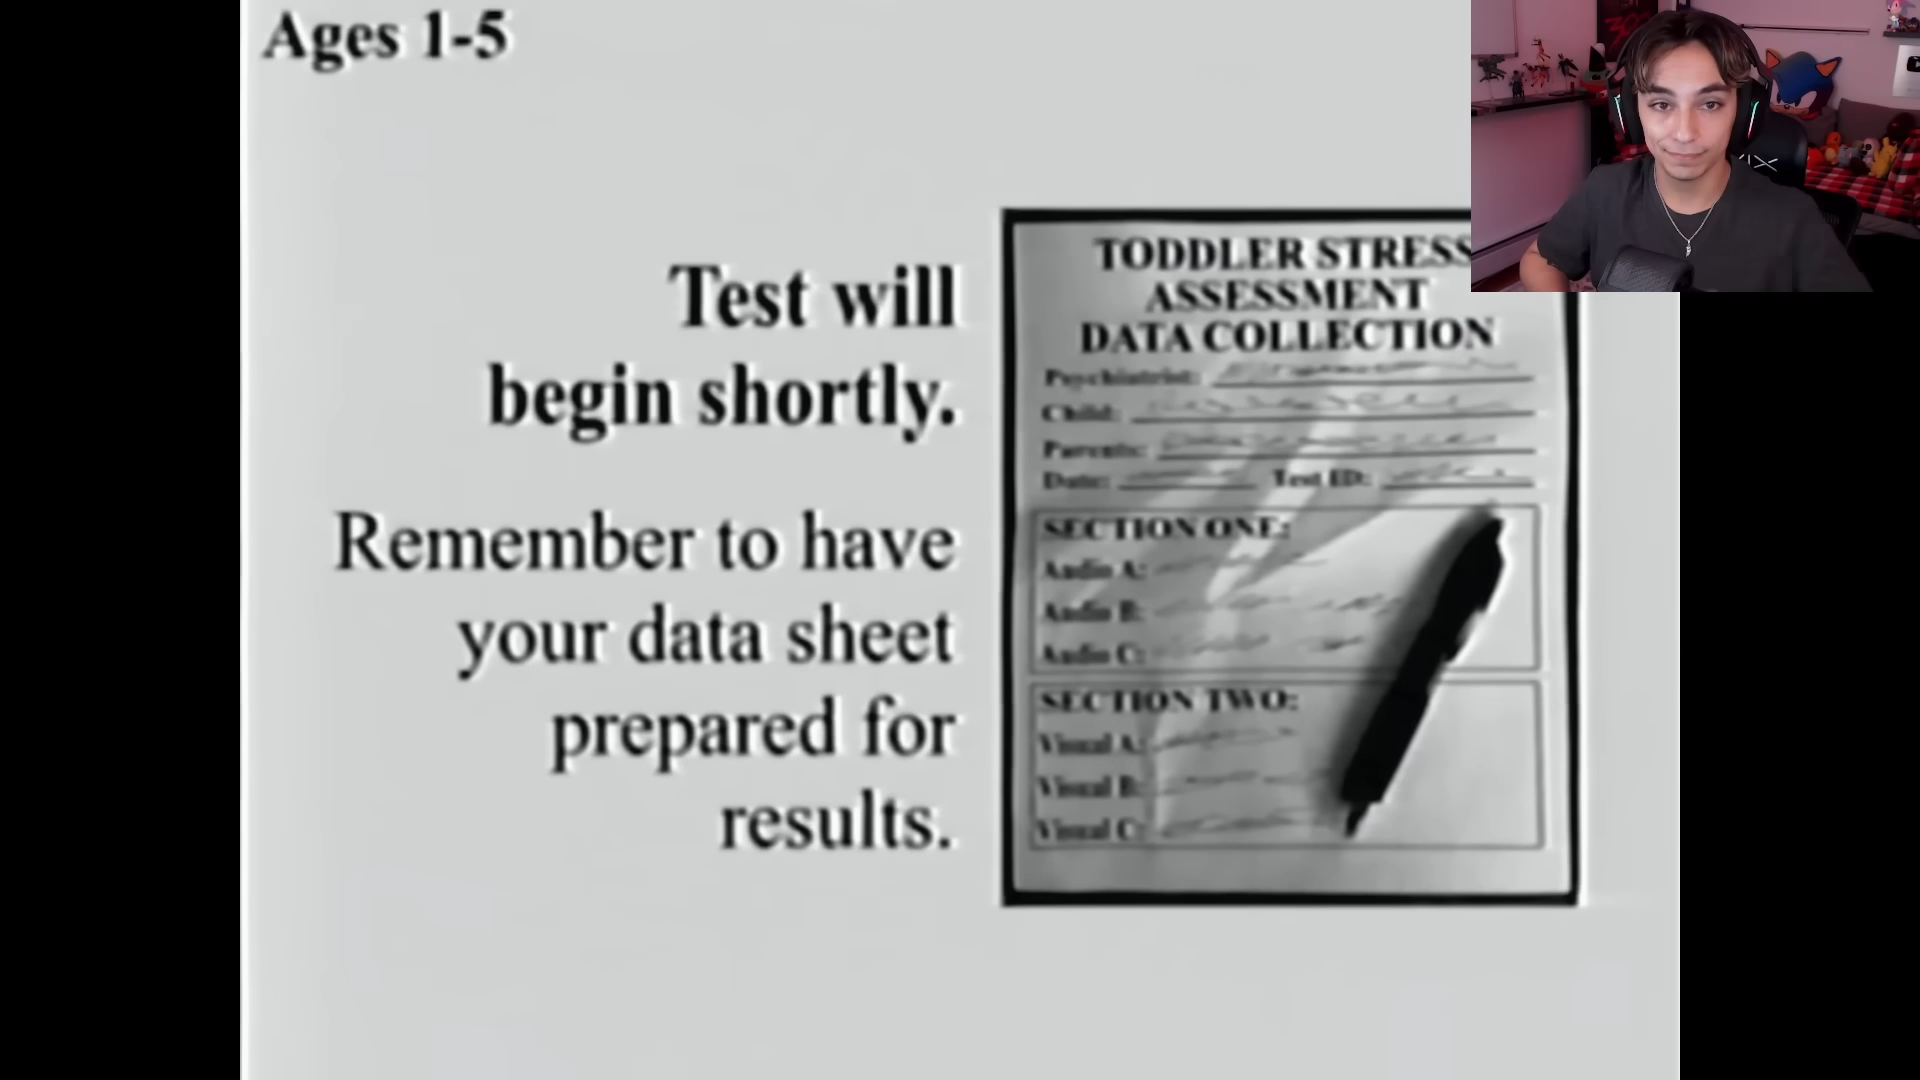 Ages 1-5
Test will
begin shortly.
Remember to have
your data sheet
prepared for
results.
TODDLER STRESS
ASSESSMENT
DATA COLLECTION
Psychiatrist:
Child:
Parents:
Date: Test ID:
SECTION ONE:
Audio A:
Audio B:
Audio C:
SECTION TWO:
Visual A:
Visual B:
Visual C: